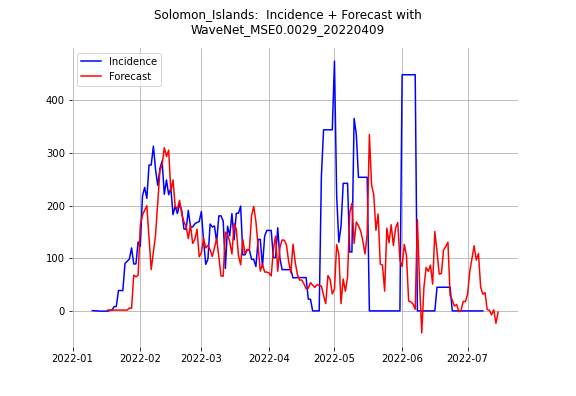 Solomon_Islands:  Incidence + Forecast with
WaveNet_MSE0.0029_20220409
Incidence
Forecast
400
300
200
100
0
2022-01 2022-02 2022-03 2022-04 2022-05 2022-06 2022-07